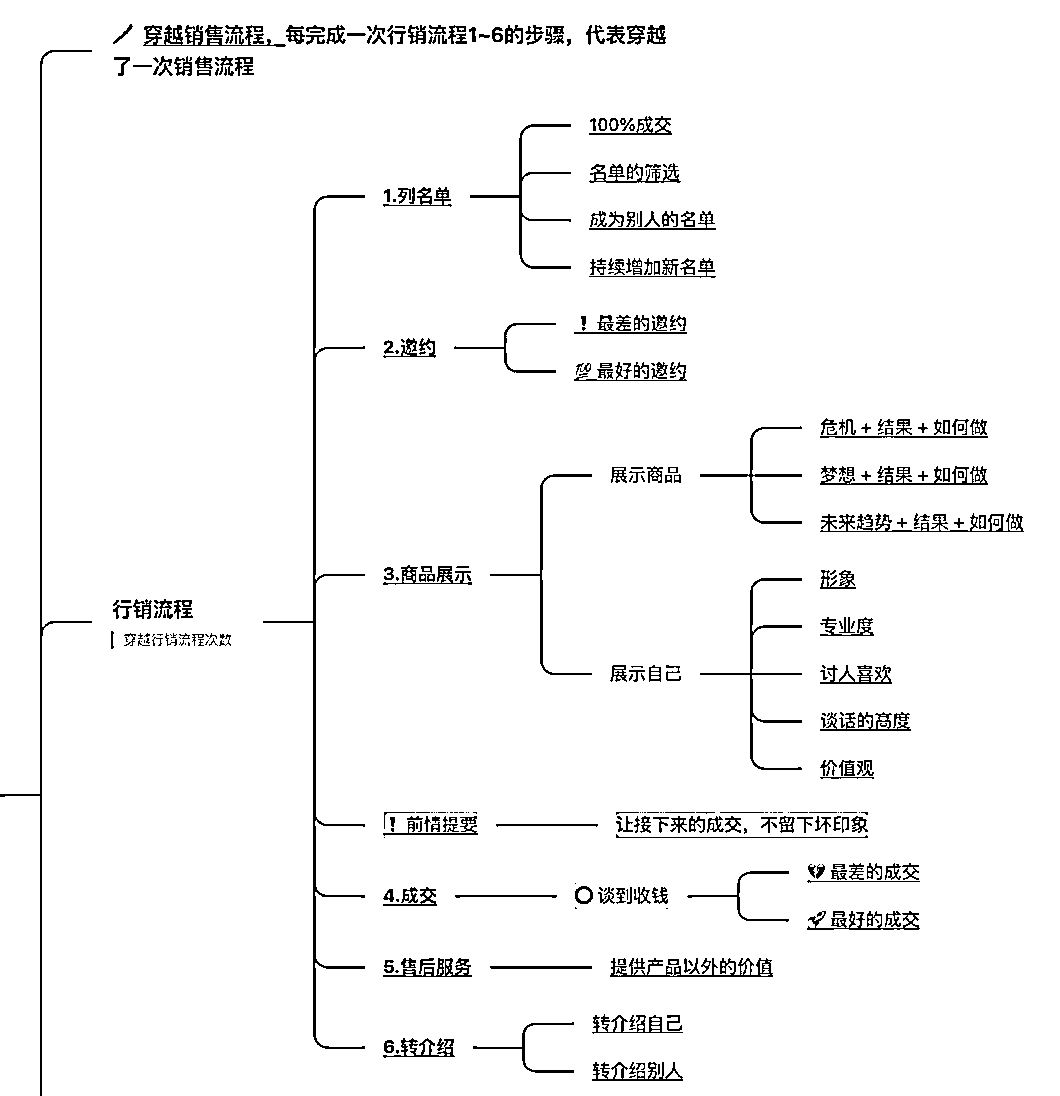 穿越销售流程，_每完成一次行销流程1~6的步骤，代表穿越
了一次销售流程
100%成交
名单的筛选
1.列名单
成为别人的名单
持续增加新名单
❗ 最差的邀约
2.邀约
💯 最好的邀约
危机 + 结果 + 如何做
展示商品
梦想 + 结果 + 如何做
未来趋势 + 结果 + 如何做
3.商品展示
形象
行销流程
穿越行销流程次数
专业度
展示自己
讨人喜欢
谈话的高度
价值观
❗ 前情提要
让接下来的成交，不留下坏印象
💔 最差的成交
4.成交
⭕ 谈到收钱
🚀 最好的成交
5.售后服务
提供产品以外的价值
转介绍自己
6.转介绍
转介绍别人